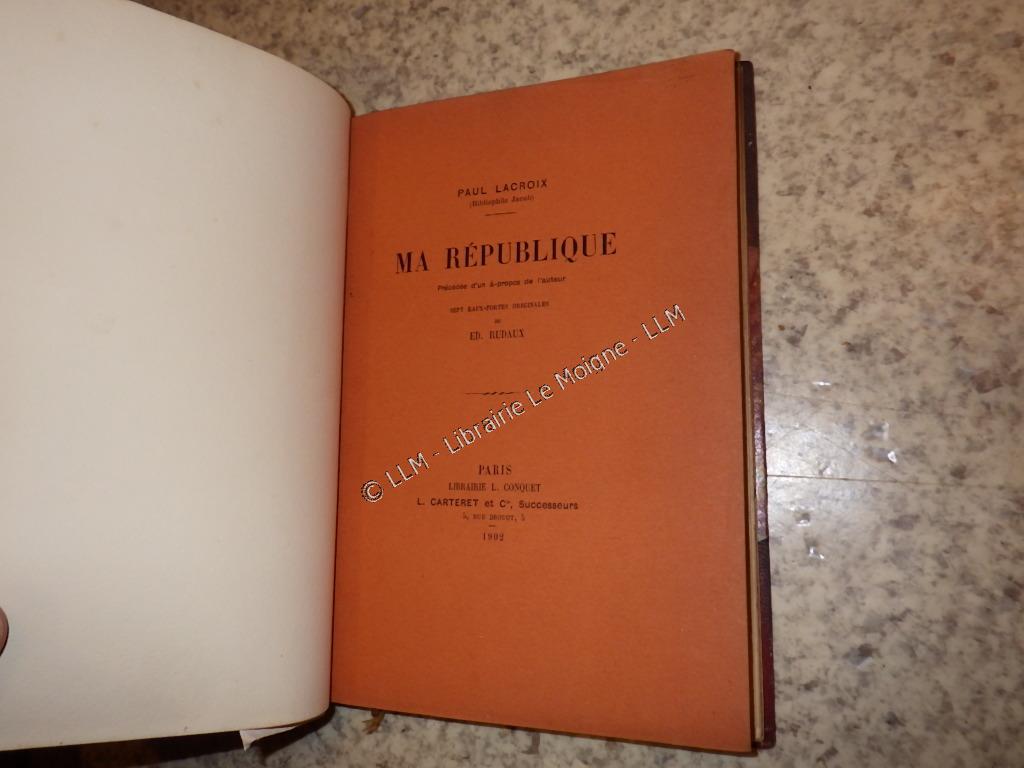 PAUL LACROIX
(Bibliophile Jacob)
MA RÉPUBLIQUE
Précédée d'un à-propos de l'auteur
SEPT EAUX-FORTES ORIGINALES
DE
ED. RUDAUX
© LLM - Librairie Le Moigne - LLM
PARIS
LIBRAIRIE L. CONQUET
L. CARTERET et Cie, Successeurs
5, RUE DROUOT, 5
1902